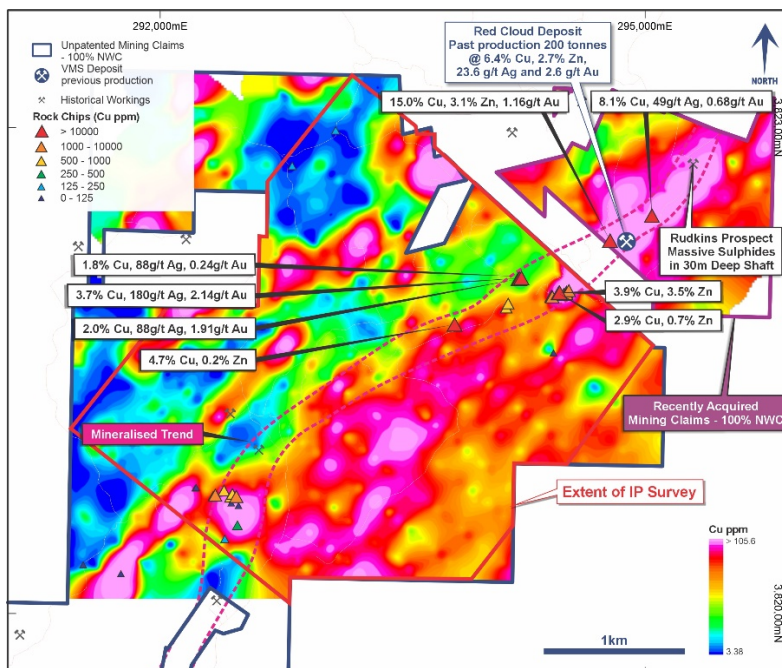 292,000mE
295,000mE
Red Cloud Deposit
Past production 200 tonnes
@ 6.4% Cu, 2.7% Zn,
23.6 g/t Ag and 2.6 g/t Au
NORTH
Unpatented Mining Claims
- 100% NWC
VMS Deposit
previous production
Historical Workings
Rock Chips (Cu ppm)
> 10000
1000 - 10000
500 - 1000
250 - 500
125 - 250
0 - 125
15.0% Cu, 3.1% Zn, 1.16g/t Au
8.1% Cu, 49g/t Ag, 0.68g/t Au
3,823,00mN
Rudkins Prospect
Massive Sulphides
in 30m Deep Shaft
1.8% Cu, 88g/t Ag, 0.24g/t Au
3.7% Cu, 180g/t Ag, 2.14g/t Au
2.0% Cu, 88g/t Ag, 1.91g/t Au
4.7% Cu, 0.2% Zn
3.9% Cu, 3.5% Zn
2.9% Cu, 0.7% Zn
Recently Acquired
Mining Claims - 100% NWC
Mineralised Trend
Extent of IP Survey
Cu ppm
> 105.6
3.38
3,820,00mN
1km